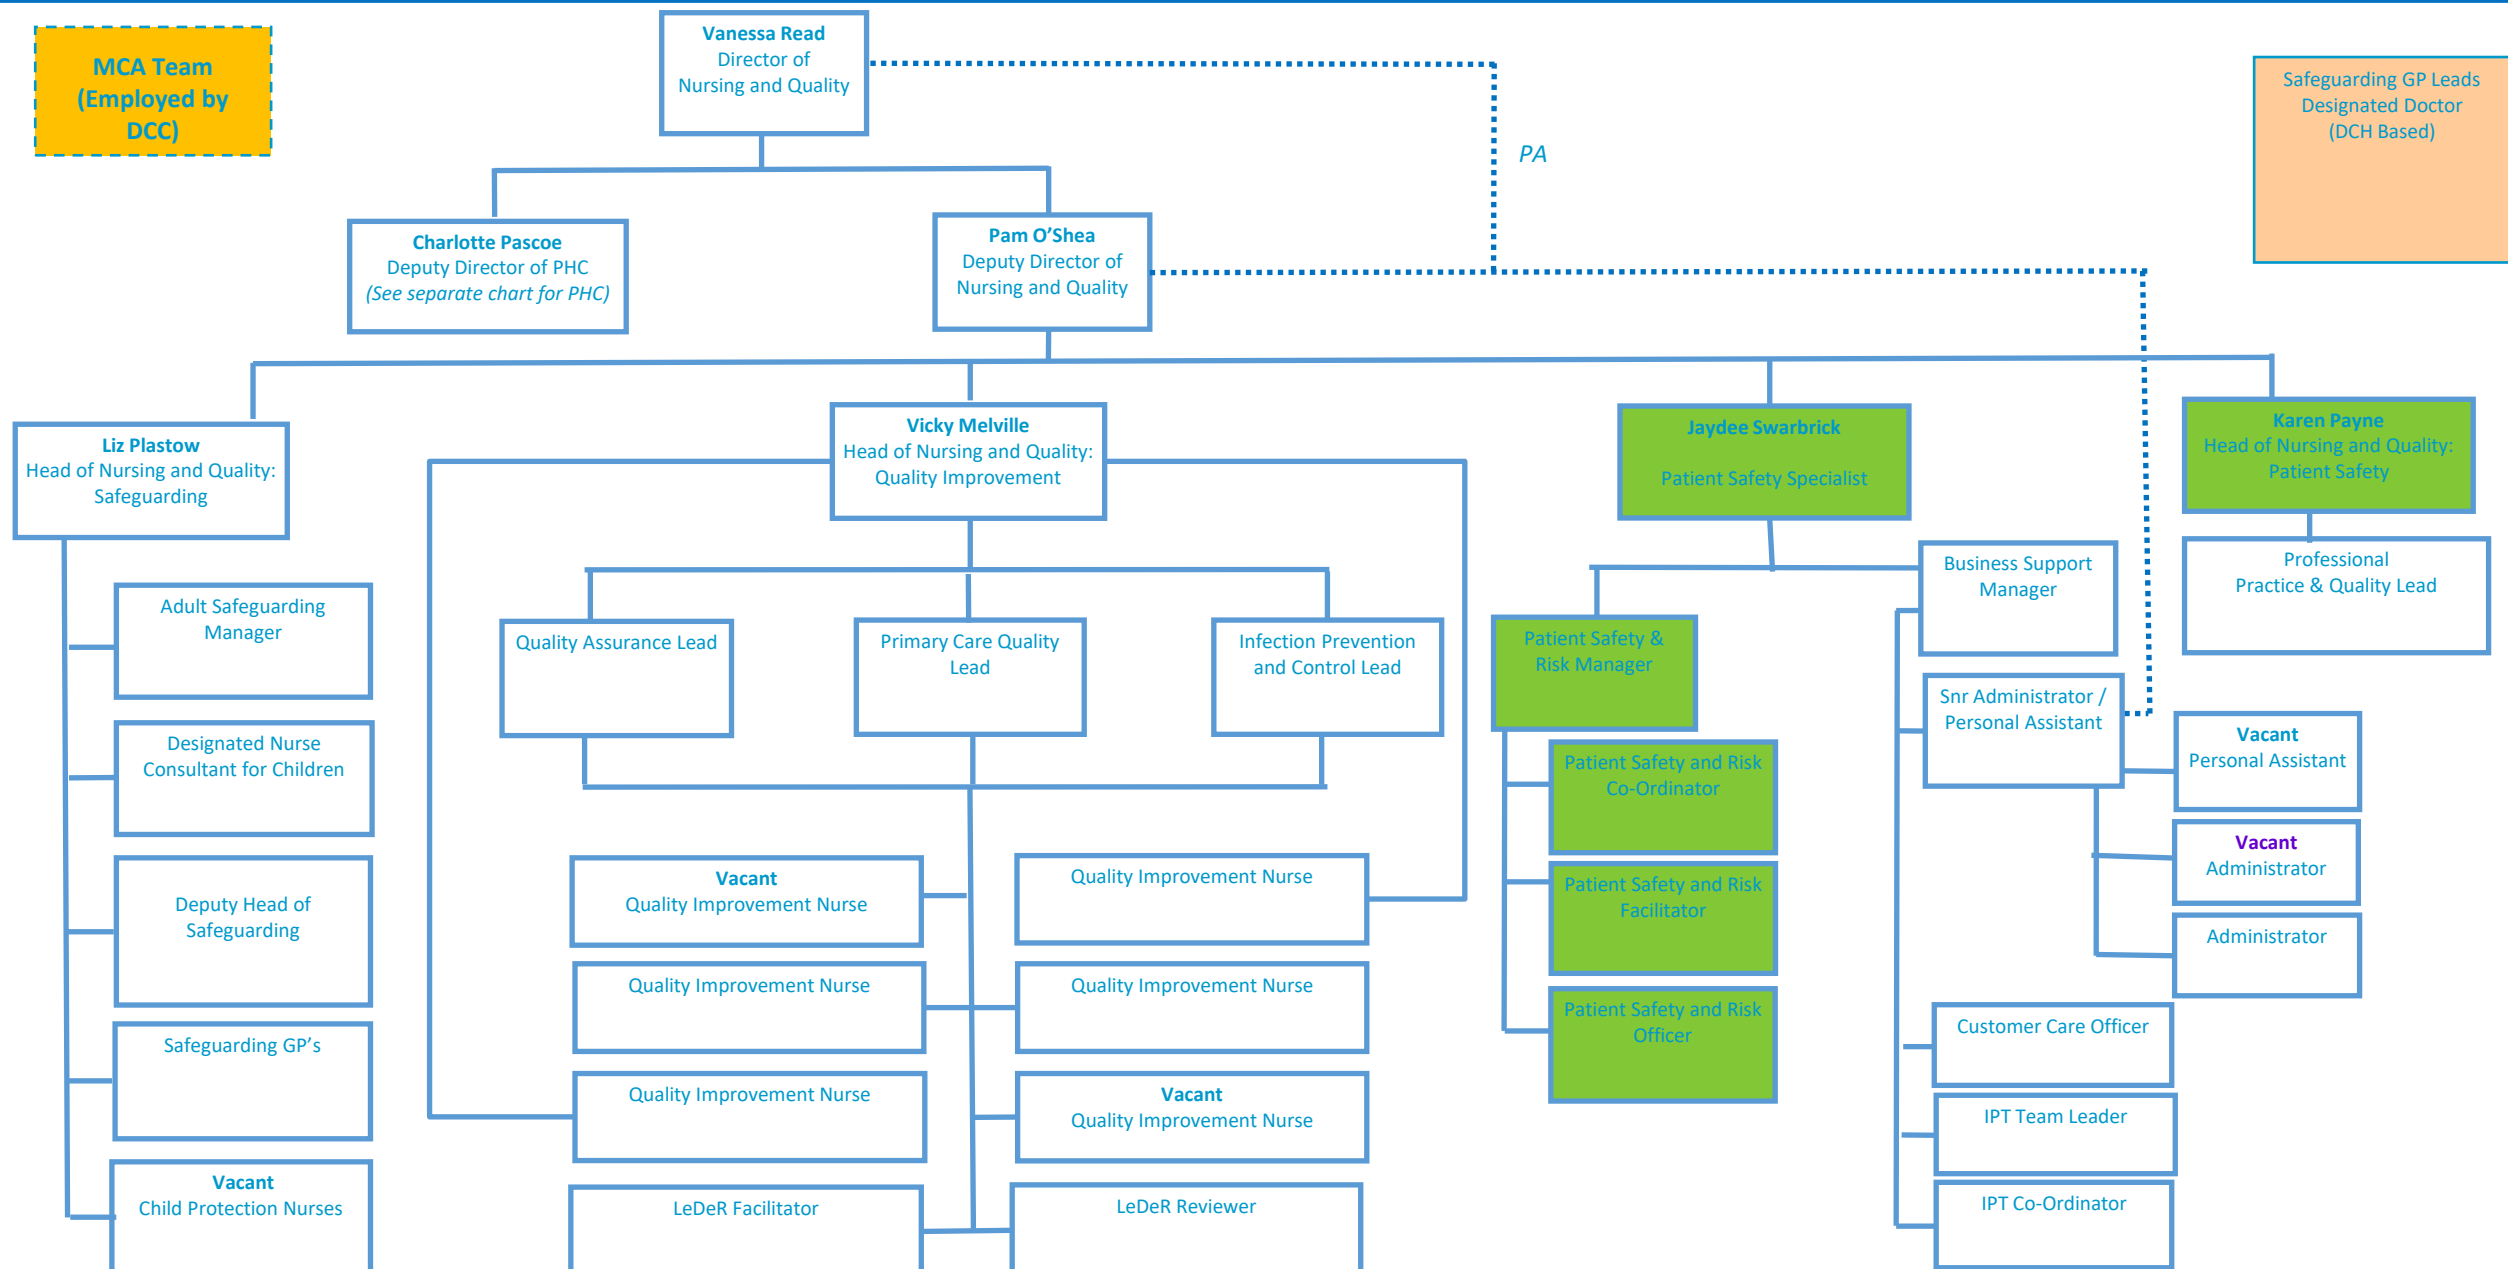 MCA Team
(Employed by
DCC)
Vanessa Read
Director of
Nursing and Quality
PA
Safeguarding GP Leads
Designated Doctor
(DCH Based)
Charlotte Pascoe
Deputy Director of PHC
(See separate chart for PHC)
Pam O’Shea
Deputy Director of
Nursing and Quality
Liz Plastow
Head of Nursing and Quality:
Safeguarding
Vicky Melville
Head of Nursing and Quality:
Quality Improvement
Jaydee Swarbrick
Patient Safety Specialist
Karen Payne
Head of Nursing and Quality:
Patient Safety
Adult Safeguarding
Manager
Designated Nurse
Consultant for Children
Deputy Head of
Safeguarding
Safeguarding GP’s
Vacant
Child Protection Nurses
Quality Assurance Lead
Primary Care Quality
Lead
Infection Prevention
and Control Lead
Vacant
Quality Improvement Nurse
Quality Improvement Nurse
Quality Improvement Nurse
Quality Improvement Nurse
Quality Improvement Nurse
Vacant
Quality Improvement Nurse
LeDeR Facilitator
LeDeR Reviewer
Patient Safety &
Risk Manager
Patient Safety and Risk
Co-Ordinator
Patient Safety and Risk
Facilitator
Patient Safety and Risk
Officer
Business Support
Manager
Snr Administrator /
Personal Assistant
Vacant
Personal Assistant
Vacant
Administrator
Administrator
Customer Care Officer
IPT Team Leader
IPT Co-Ordinator
Professional
Practice & Quality Lead